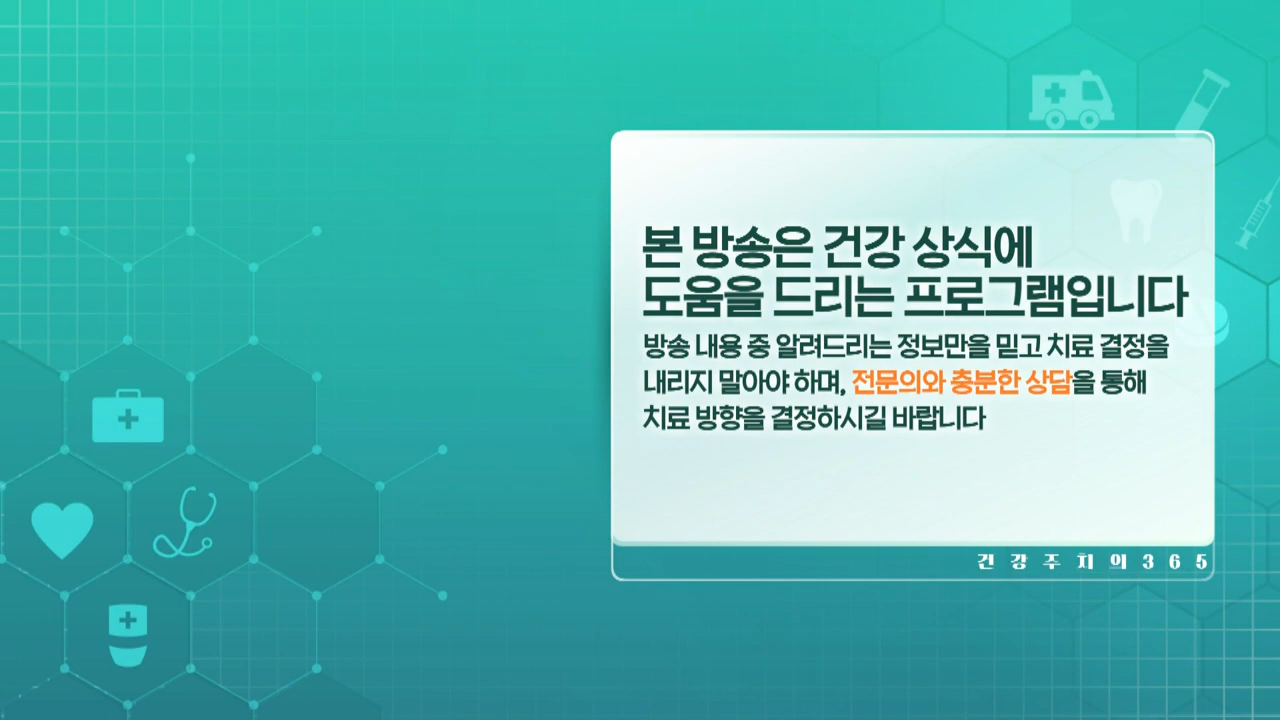 본 방송은 건강 상식에
도움을 드리는 프로그램입니다
방송 내용 중 알려드리는 정보만을 믿고 치료 결정을
내리지 말아야 하며, 전문의와 충분한 상담을 통해
치료 방향을 결정하시길 바랍니다
건강주치의365